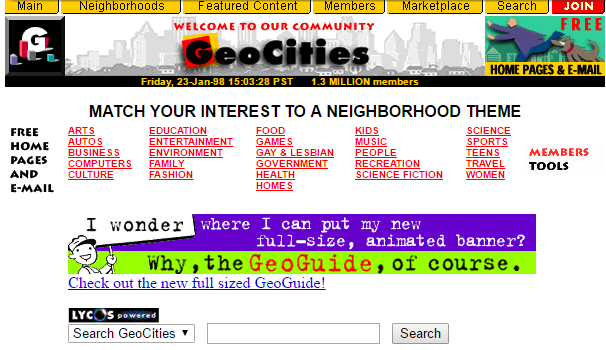 Main Neighborhoods Featured Content Members Marketplace Search JOIN
G
WELCOME TO OUR COMMUNITY
GEOCITIES
FREE
HOME PAGES & E-MAIL
Friday, 23-Jan-98 15:03:28 PST 1.3 MILLION members
MATCH YOUR INTEREST TO A NEIGHBORHOOD THEME
FREE
HOME
PAGES
AND
E-MAIL
ARTS EDUCATION FOOD KIDS SCIENCE
AUTOS ENTERTAINMENT GAMES MUSIC SPORTS
BUSINESS ENVIRONMENT GAY & LESBIAN PEOPLE TEENS
COMPUTERS FAMILY GOVERNMENT RECREATION TRAVEL
CULTURE FASHION HEALTH SCIENCE FICTION WOMEN
HOMES
MEMBERS
TOOLS
I wonder where I can put my new
full-size, animated banner?
Why, the GeoGuide, of course.
Check out the new full sized GeoGuide!
LYCOS powered
Search GeoCities ▼ Search